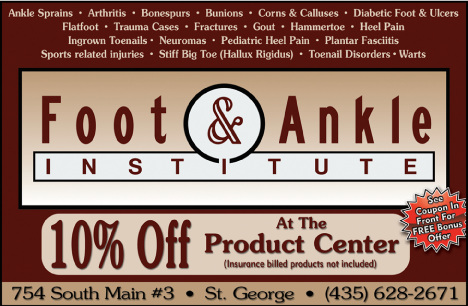 Ankle Sprains • Arthritis • Bonespurs • Bunions • Corns & Calluses • Diabetic Foot & Ulcers
Flatfoot • Trauma Cases • Fractures • Gout • Hammertoe • Heel Pain
Ingrown Toenails • Neuromas • Pediatric Heel Pain • Plantar Fasciitis
Sports related injuries • Stiff Big Toe (Hallux Rigidus) • Toenail Disorders • Warts
Foot & Ankle
INSTITUTE
See
Coupon In
Front For
FREE Bonus
Offer
10% Off
At The
Product Center
(Insurance billed products not included)
754 South Main #3 • St. George • (435) 628-2671